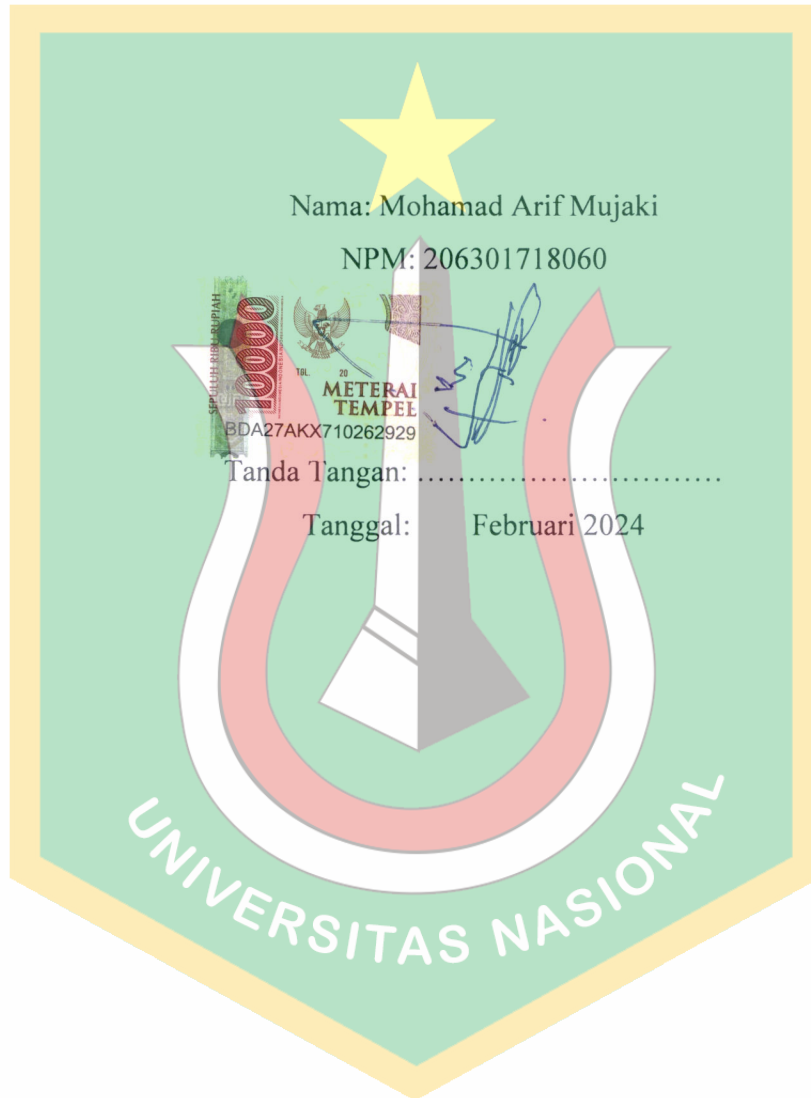 Nama: Mohamad Arif Mujaki
NPM: 206301718060
SEPULUH RIBU RUPIAH
10000
TGL. 20
METERAI
TEMPEL
BDA27AKX710262929
Tanda Tangan: ..............................
Tanggal: Februari 2024
UNIVERSITAS NASIONAL